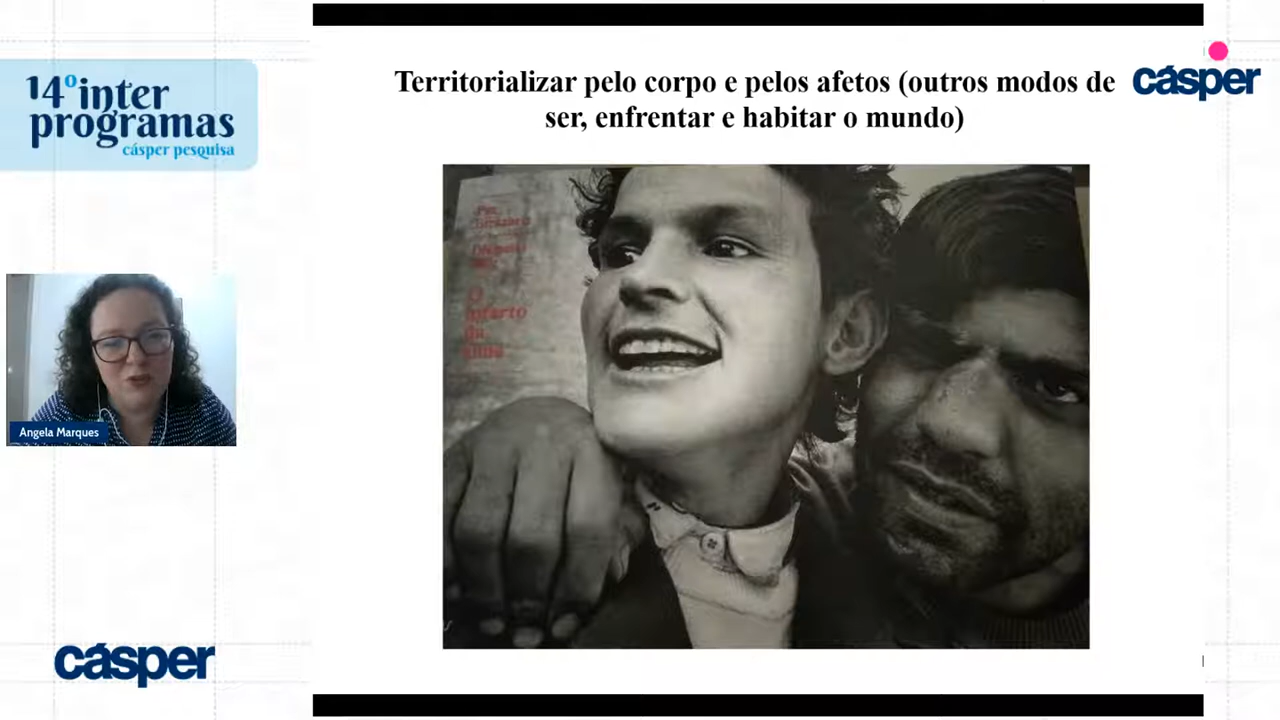 14º inter
programas
cásper pesquisa
Territorializar pelo corpo e pelos afetos (outros modos de
ser, enfrentar e habitar o mundo)
cásper
Angela Marques
cásper